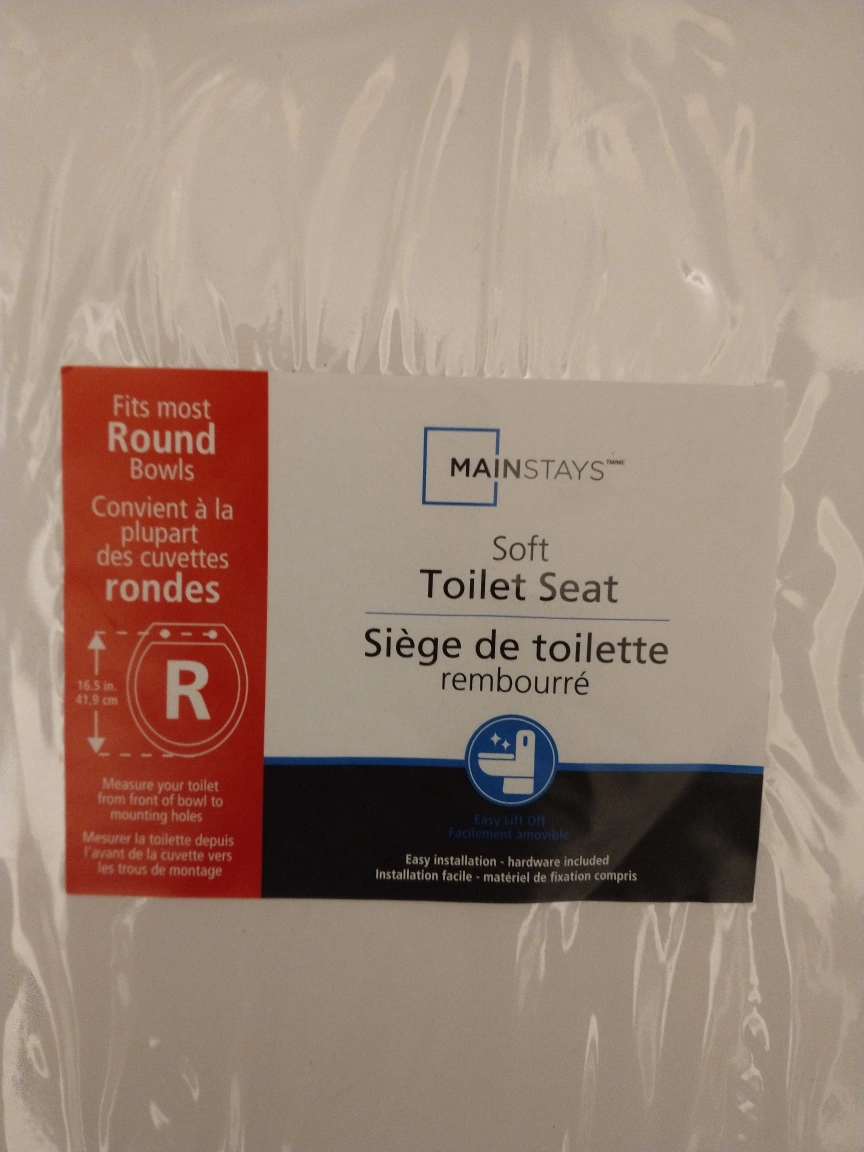 Fits most
Round
Bowls
Convient à la
plupart
des cuvettes
rondes
16.5 in.
41,9 cm
R
Measure your toilet
from front of bowl to
mounting holes
Mesurer la toilette depuis
l'avant de la cuvette vers
les trous de montage
MAINSTAYS™/MC
Soft
Toilet Seat
Siège de toilette
rembourré
Easy Lift Off
Facilement amovible
Easy installation - hardware included
Installation facile - matériel de fixation compris